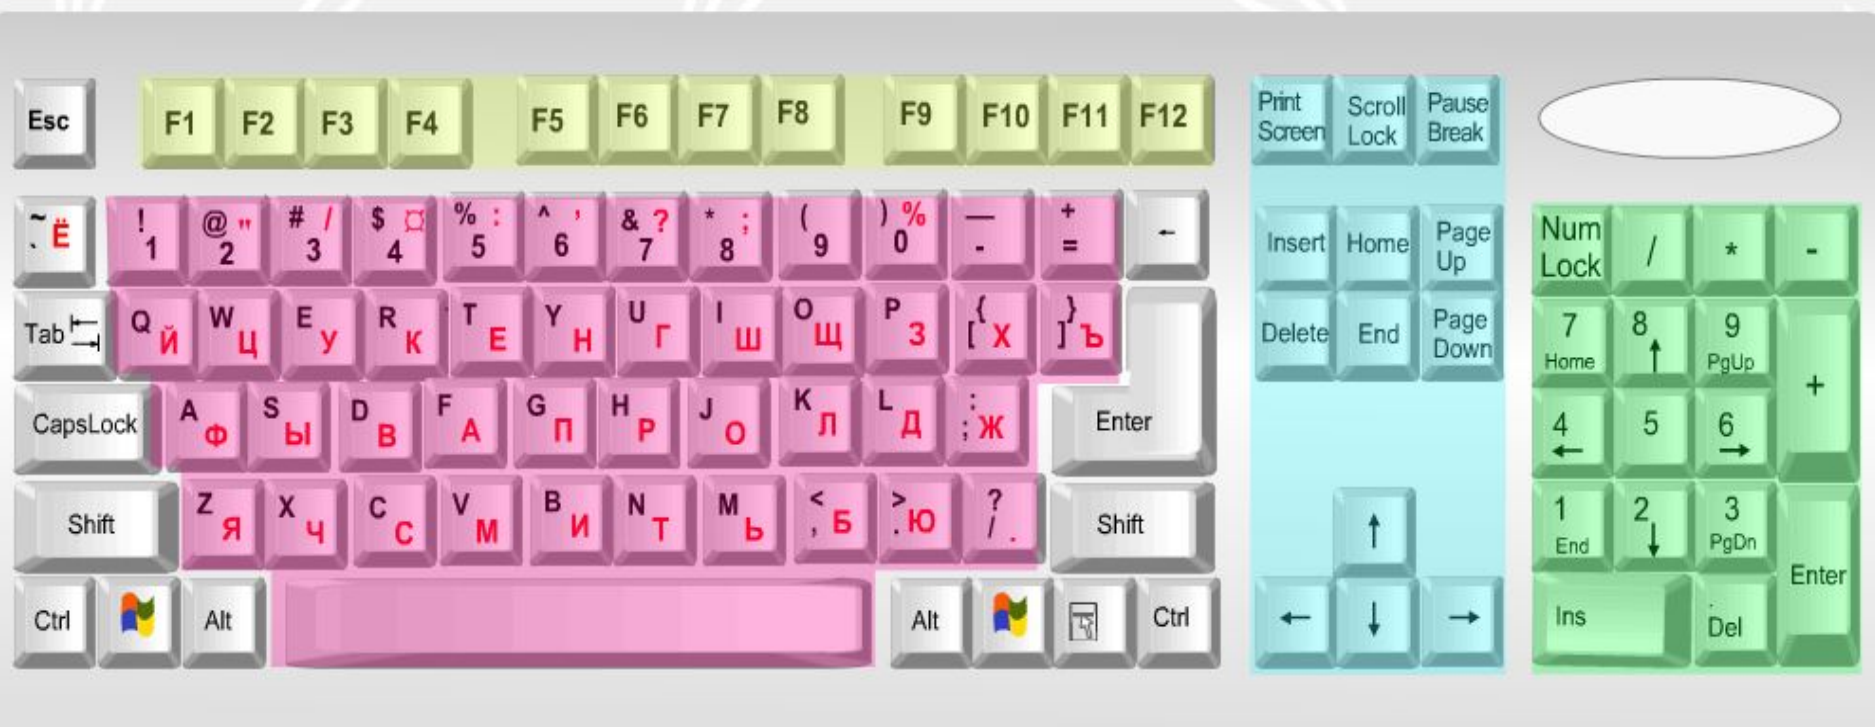 Esc F1 F2 F3 F4 F5 F6 F7 F8 F9 F10 F11 F12
Print Screen Scroll Lock Pause Break
~ . Ё ! 1 @ " 2 # / 3 $ ¤ 4 % : 5 ^ , 6 & ? 7 * ; 8 ( 9 ) % 0 — - + = ←
Insert Home Page Up
Num Lock / * -
Tab Q Й W Ц E У R К T Е Y Н U Г I Ш O Щ P З { [ Х } ] Ъ
Delete End Page Down
7 Home 8 ↑ 9 PgUp +
CapsLock A Ф S Ы D В F А G П H Р J О K Л L Д : ; Ж Enter
4 ← 5 6 →
Shift Z Я X Ч C С V М B И N Т M Ь < , Б > . Ю ? / . Shift
↑
1 End 2 ↓ 3 PgDn Enter
Ctrl Alt Alt Ctrl
← ↓ →
Ins . Del